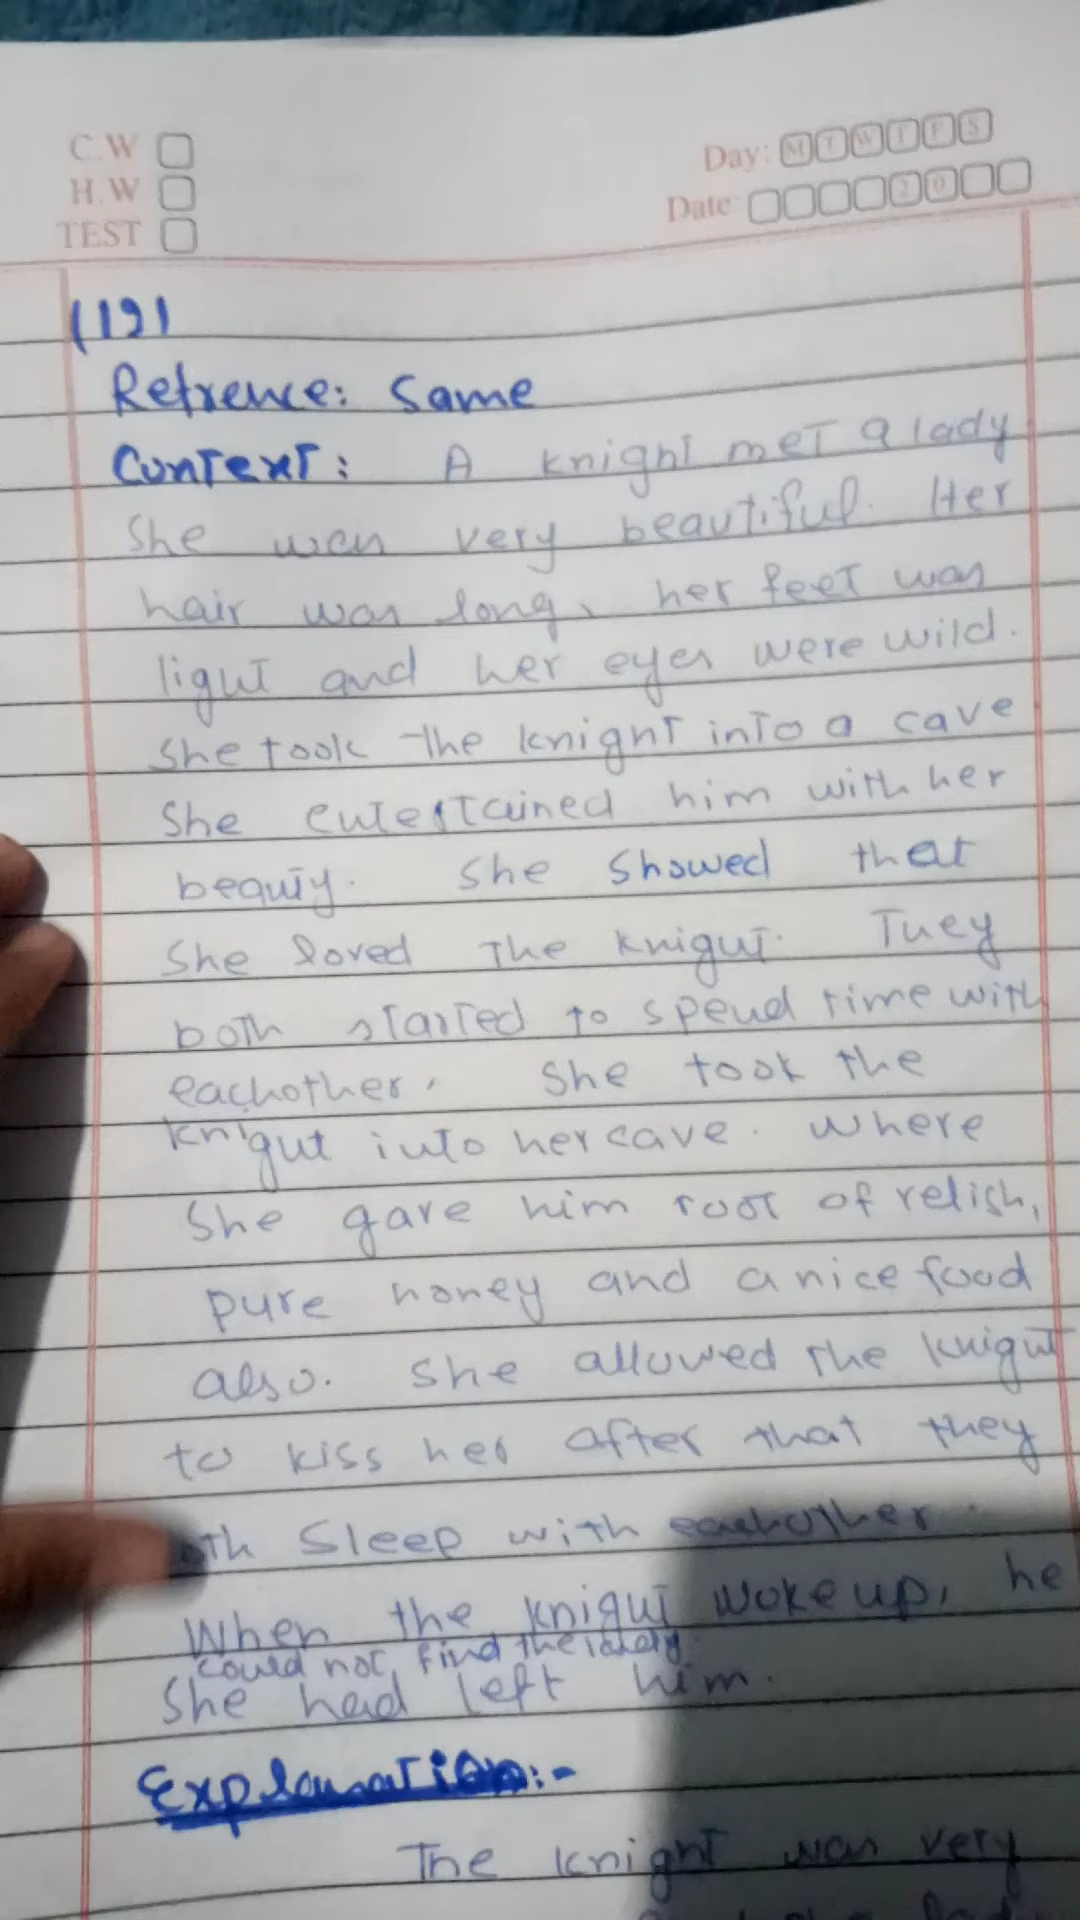 C.W
H.W
TEST
Day: M T W T F S
Date: 2 0
(19)
Refrence: Same
Context: A knight met a lady
She was very beautiful. Her
hair was long, her feet was
light and her eyes were wild.
She took the knight into a cave
She entertained him with her
beauty. She showed that
She loved the knight. They
both started to spend time with
eachother. She took the
knight into her cave. where
She gave him root of relish,
pure honey and a nice food
also. She allowed the knight
to kiss her after that they
Sleep with eachother.
When the knight woke up, he
could not find the lady
She had left him.
Explanation:-
The knight was very